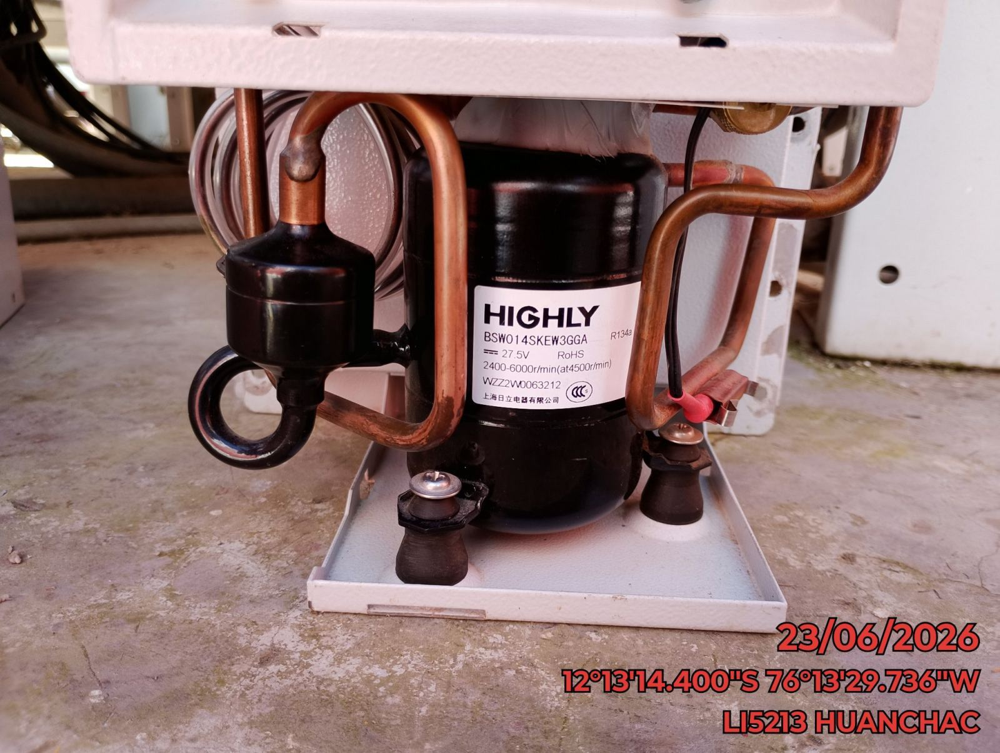 HIGHLY
BSW014SKEW3GGA R134a
27.5V RoHS
2400-6000r/min(at4500r/min)
WZZ2W0063212 CCC S
上海日立电器有限公司
23/06/2026
12°13'14.400"S 76°13'29.736"W
LI5213 HUANCHAC